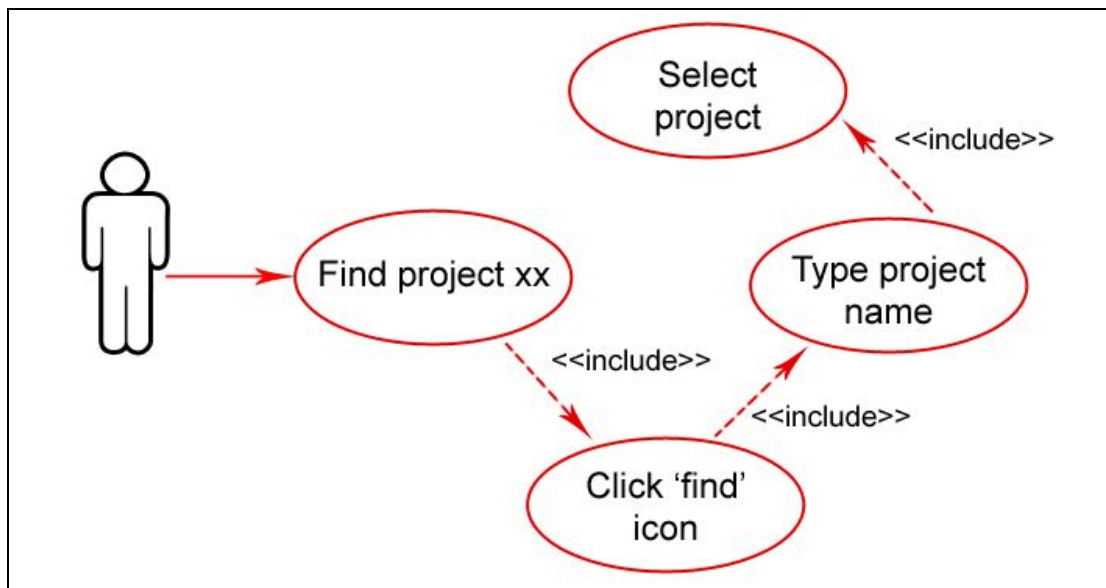 Find project xx
<<include>>
Click ‘find’
icon
<<include>>
Type project
name
<<include>>
Select
project